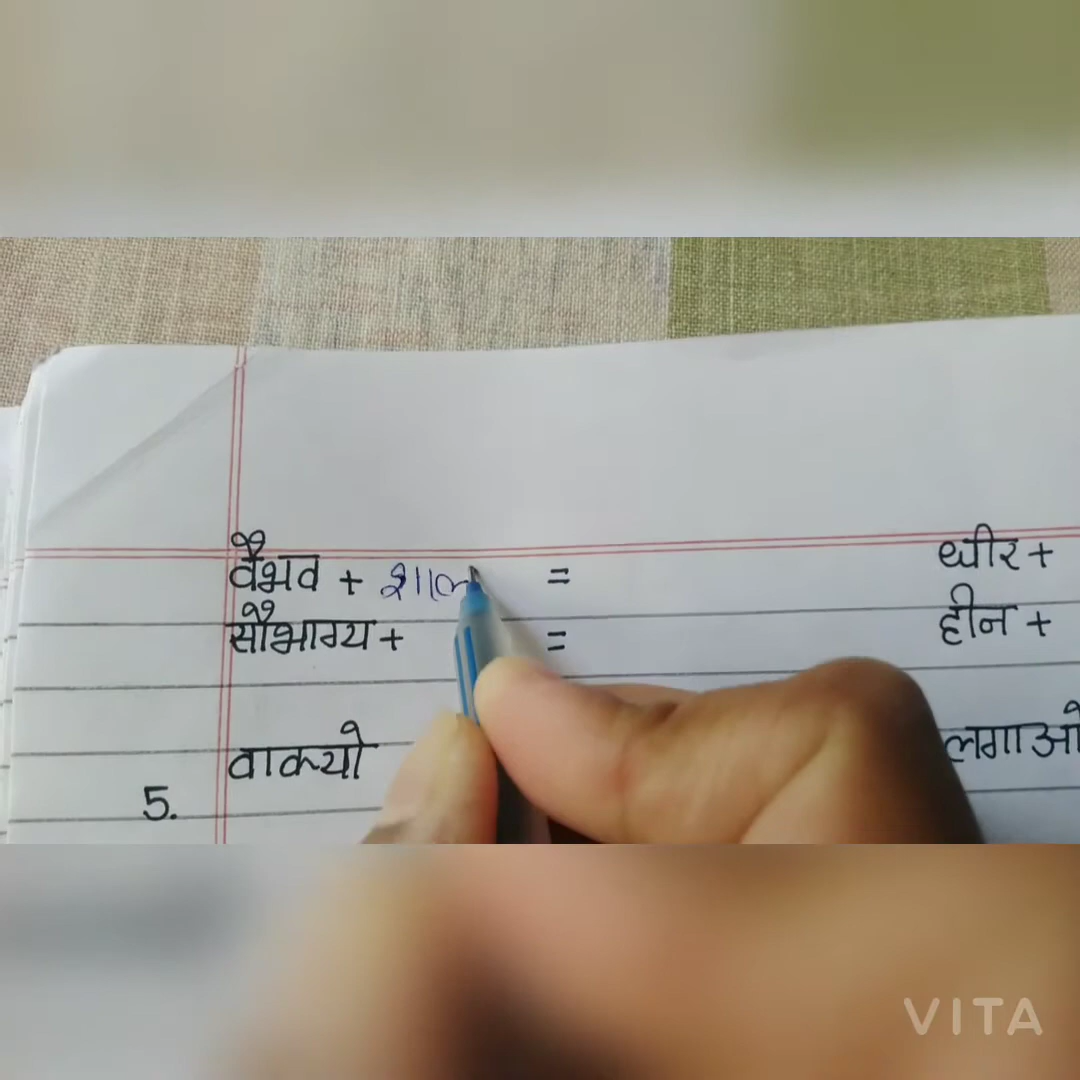 वैभव + शाल = धीर +
सौभाग्य + = हीन +
वाक्यो लगाओ
5.
VITA